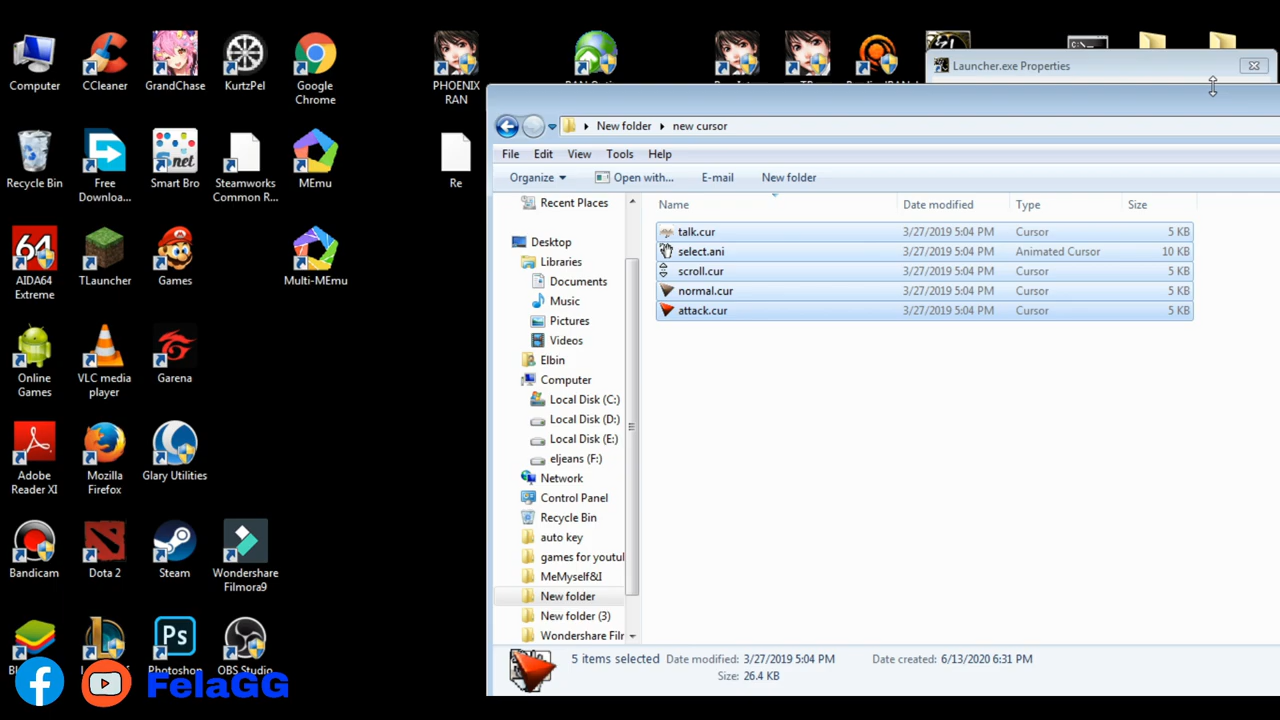 Computer
CCleaner
GrandChase
KurtzPel
Google
Chrome
PHOENIX
RAN
Launcher.exe Properties
Recycle Bin
Free
Downloa...
Smart Bro
Steamworks
Common R...
MEmu
Re
AIDA64
Extreme
TLauncher
Games
Multi-MEmu
Online
Games
VLC media
player
Garena
Adobe
Reader XI
Mozilla
Firefox
Glary Utilities
Bandicam
Dota 2
Steam
Wondershare
Filmora9
Photoshop
OBS Studio
FelaGG
New folder
new cursor
File
Edit
View
Tools
Help
Organize
Open with...
E-mail
New folder
Name
Date modified
Type
Size
talk.cur
3/27/2019 5:04 PM
Cursor
5 KB
select.ani
3/27/2019 5:04 PM
Animated Cursor
10 KB
scroll.cur
3/27/2019 5:04 PM
Cursor
5 KB
normal.cur
3/27/2019 5:04 PM
Cursor
5 KB
attack.cur
3/27/2019 5:04 PM
Cursor
5 KB
Recent Places
Desktop
Libraries
Documents
Music
Pictures
Videos
Elbin
Computer
Local Disk (C:)
Local Disk (D:)
Local Disk (E:)
eljeans (F:)
Network
Control Panel
Recycle Bin
auto key
games for youtul
MeMyself&I
New folder
New folder (3)
Wondershare Filr
5 items selected
Date modified: 3/27/2019 5:04 PM
Date created: 6/13/2020 6:31 PM
Size: 26.4 KB